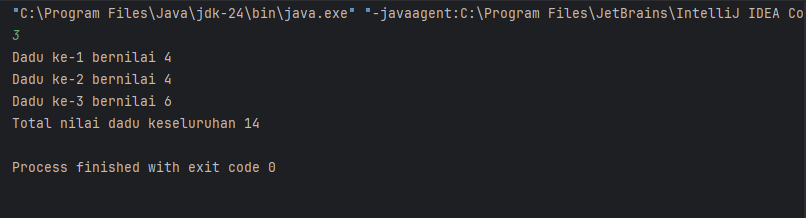 "C:\Program Files\Java\jdk-24\bin\java.exe" "-javaagent:C:\Program Files\JetBrains\IntelliJ IDEA Co
3
Dadu ke-1 bernilai 4
Dadu ke-2 bernilai 4
Dadu ke-3 bernilai 6
Total nilai dadu keseluruhan 14
Process finished with exit code 0